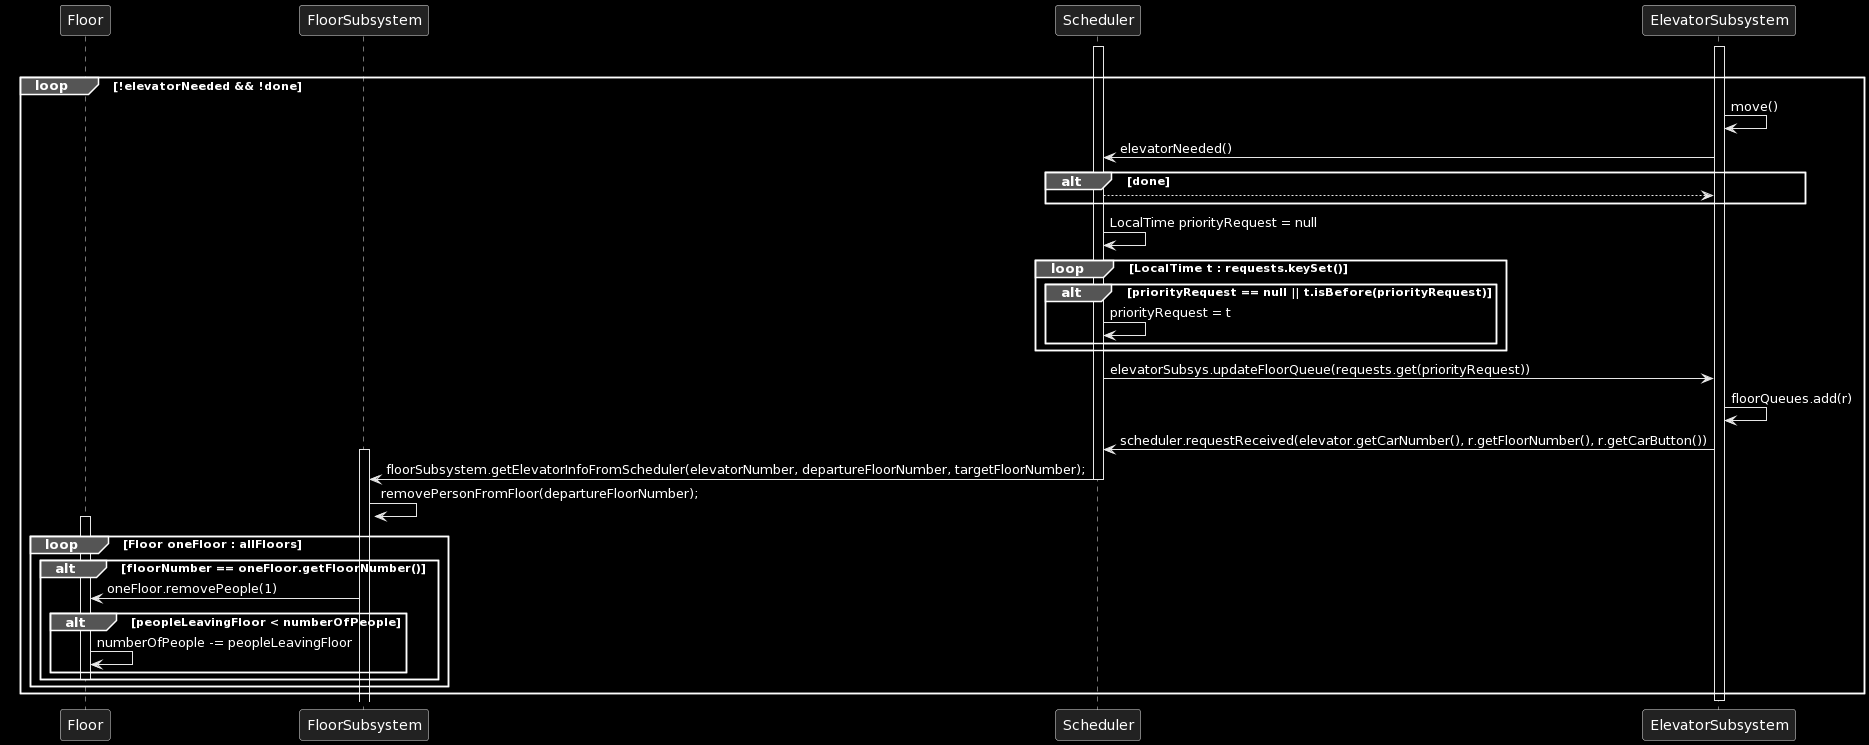 Floor
FloorSubsystem
Scheduler
ElevatorSubsystem
loop [!elevatorNeeded && !done]
move()
elevatorNeeded()
alt [done]
LocalTime priorityRequest = null
loop [LocalTime t : requests.keySet()]
alt [priorityRequest == null || t.isBefore(priorityRequest)]
priorityRequest = t
elevatorSubsys.updateFloorQueue(requests.get(priorityRequest))
floorQueues.add(r)
scheduler.requestReceived(elevator.getCarNumber(), r.getFloorNumber(), r.getCarButton())
floorSubsystem.getElevatorInfoFromScheduler(elevatorNumber, departureFloorNumber, targetFloorNumber);
removePersonFromFloor(departureFloorNumber);
loop [Floor oneFloor : allFloors]
alt [floorNumber == oneFloor.getFloorNumber()]
oneFloor.removePeople(1)
alt [peopleLeavingFloor < numberOfPeople]
numberOfPeople -= peopleLeavingFloor
Floor
FloorSubsystem
Scheduler
ElevatorSubsystem